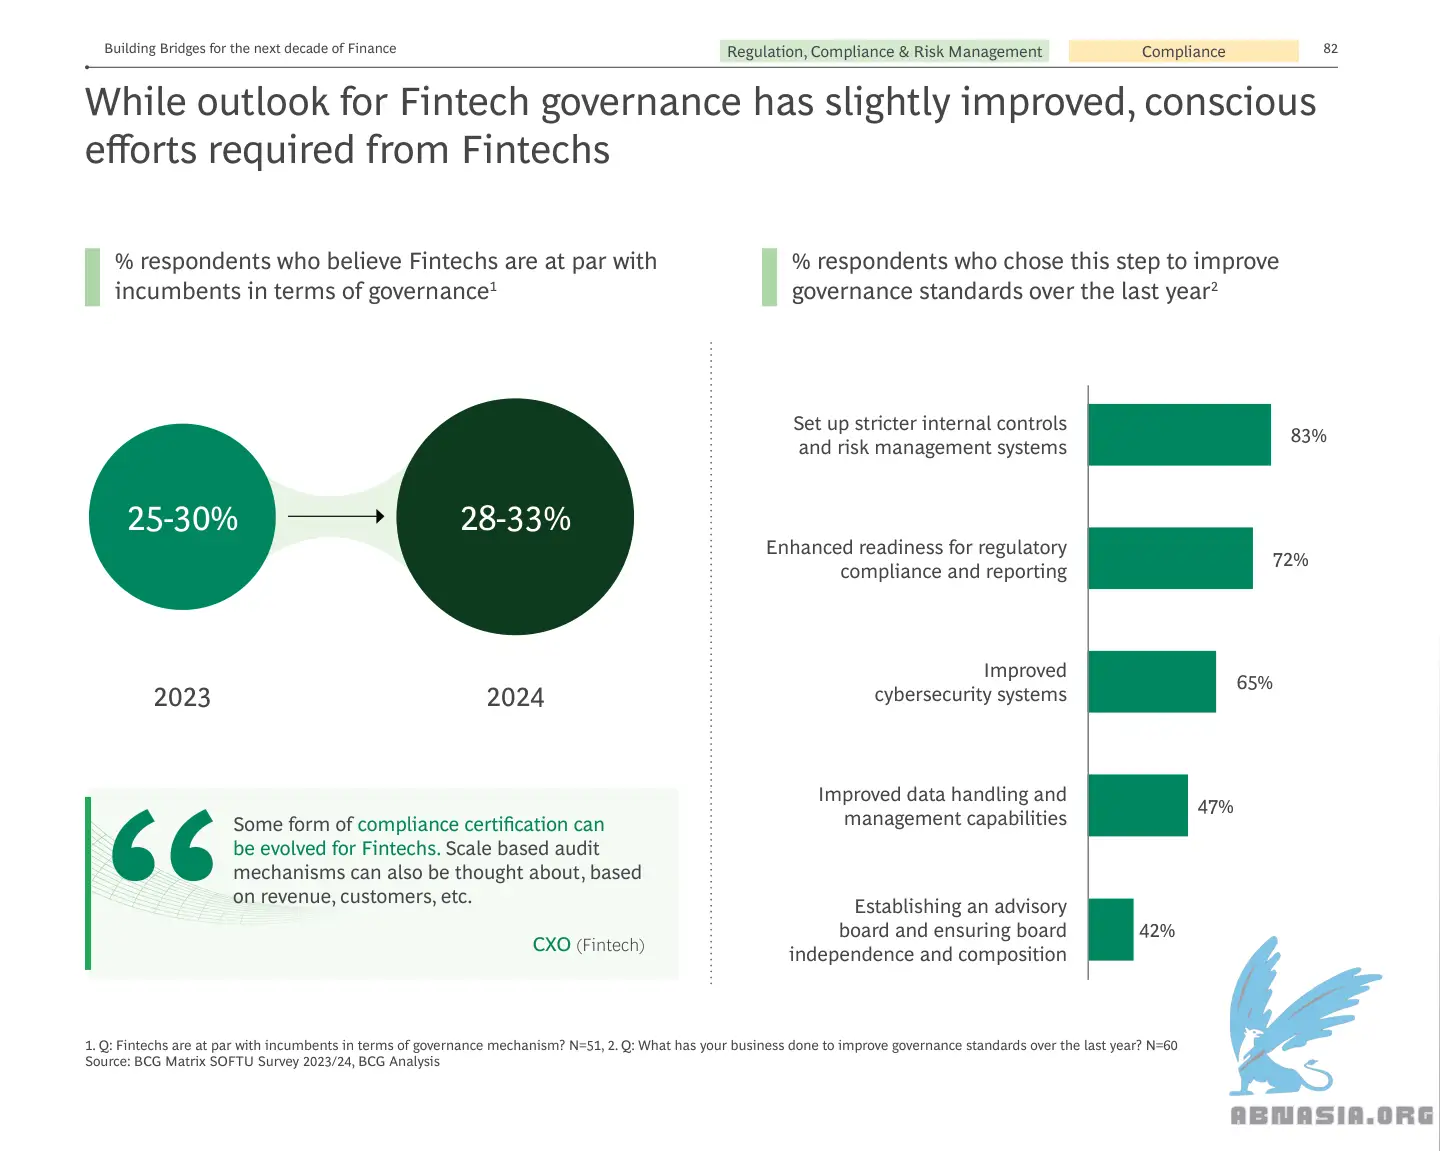 Building Bridges for the next decade of Finance
Regulation, Compliance & Risk Management
Compliance
82
While outlook for Fintech governance has slightly improved, conscious
efforts required from Fintechs
% respondents who believe Fintechs are at par with
incumbents in terms of governance¹
25-30%
28-33%
2023
2024
Some form of compliance certification can
be evolved for Fintechs. Scale based audit
mechanisms can also be thought about, based
on revenue, customers, etc.
CXO (Fintech)
% respondents who chose this step to improve
governance standards over the last year²
Set up stricter internal controls
and risk management systems
83%
Enhanced readiness for regulatory
compliance and reporting
72%
Improved
cybersecurity systems
65%
Improved data handling and
management capabilities
47%
Establishing an advisory
board and ensuring board
independence and composition
42%
1. Q: Fintechs are at par with incumbents in terms of governance mechanism? N=51, 2. Q: What has your business done to improve governance standards over the last year? N=60
Source: BCG Matrix SOFTU Survey 2023/24, BCG Analysis
ABNASIA.ORG